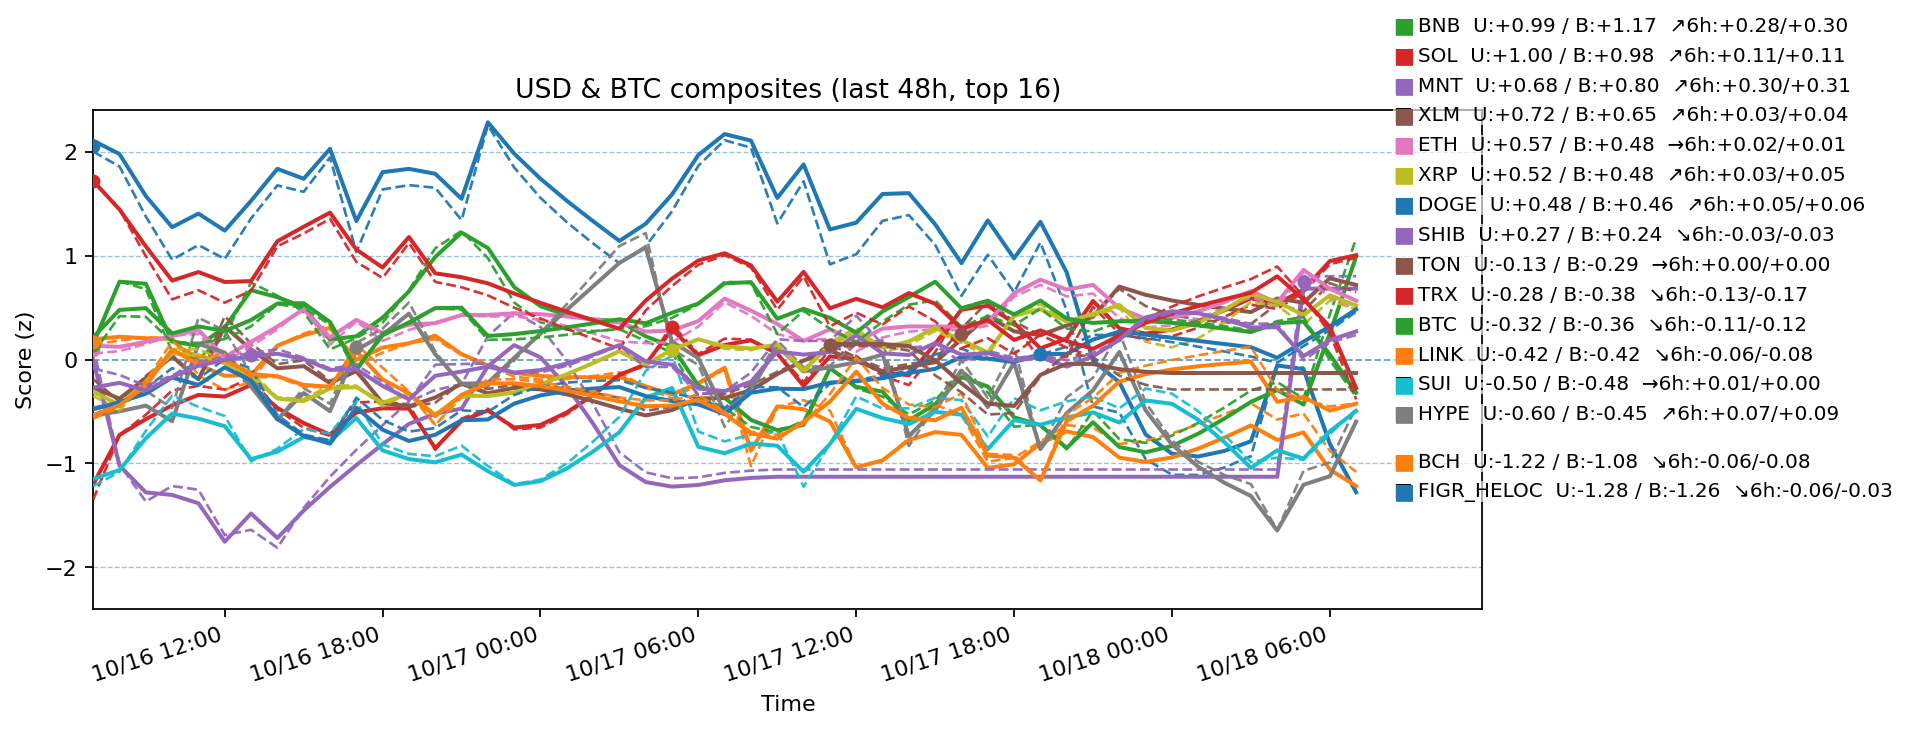 USD & BTC composites (last 48h, top 16)
BNB  U:+0.99 / B:+1.17  ↗6h:+0.28/+0.30
SOL  U:+1.00 / B:+0.98  ↗6h:+0.11/+0.11
MNT  U:+0.68 / B:+0.80  ↗6h:+0.30/+0.31
XLM  U:+0.72 / B:+0.65  ↗6h:+0.03/+0.04
ETH  U:+0.57 / B:+0.48  →6h:+0.02/+0.01
XRP  U:+0.52 / B:+0.48  ↗6h:+0.03/+0.05
DOGE  U:+0.48 / B:+0.46  ↗6h:+0.05/+0.06
SHIB  U:+0.27 / B:+0.24  ↘6h:-0.03/-0.03
TON  U:-0.13 / B:-0.29  →6h:+0.00/+0.00
TRX  U:-0.28 / B:-0.38  ↘6h:-0.13/-0.17
BTC  U:-0.32 / B:-0.36  ↘6h:-0.11/-0.12
LINK  U:-0.42 / B:-0.42  ↘6h:-0.06/-0.08
SUI  U:-0.50 / B:-0.48  →6h:+0.01/+0.00
HYPE  U:-0.60 / B:-0.45  ↗6h:+0.07/+0.09
BCH  U:-1.22 / B:-1.08  ↘6h:-0.06/-0.08
FIGR_HELOC  U:-1.28 / B:-1.26  ↘6h:-0.06/-0.03
Score (z)
2
1
0
−1
−2
10/16 12:00
10/16 18:00
10/17 00:00
10/17 06:00
10/17 12:00
10/17 18:00
10/18 00:00
10/18 06:00
Time